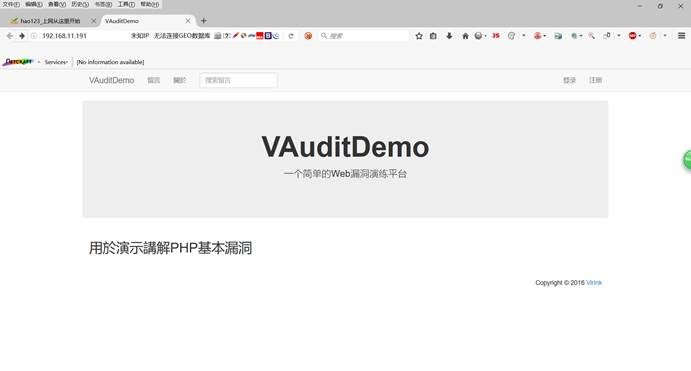 文件(F) 编辑(E) 查看(V) 历史(S) 书签(B) 工具(T) 帮助(H)
hao123_上网从这里开始 VAuditDemo
192.168.11.191 未知IP 无法连接GEO数据库 搜索
NETCRAFT Services [No information available]
VAuditDemo 留言 關於 搜索留言 登录 注册
VAuditDemo
一个简单的Web漏洞演练平台
用於演示講解PHP基本漏洞
Copyright © 2016 Virink